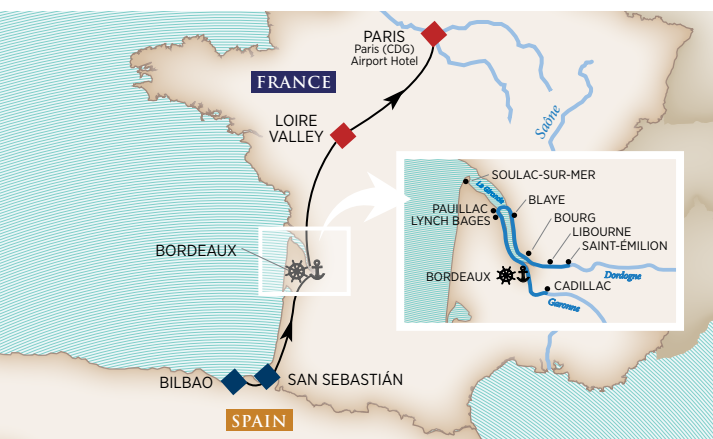 PARIS
Paris (CDG)
Airport Hotel
FRANCE
LOIRE
VALLEY
Saône
SOULAC-SUR-MER
La Gironde
PAUILLAC
LYNCH BAGES
BLAYE
BOURG
LIBOURNE
SAINT-ÉMILION
BORDEAUX
Dordogne
CADILLAC
Garonne
BORDEAUX
BILBAO
SAN SEBASTIÁN
SPAIN